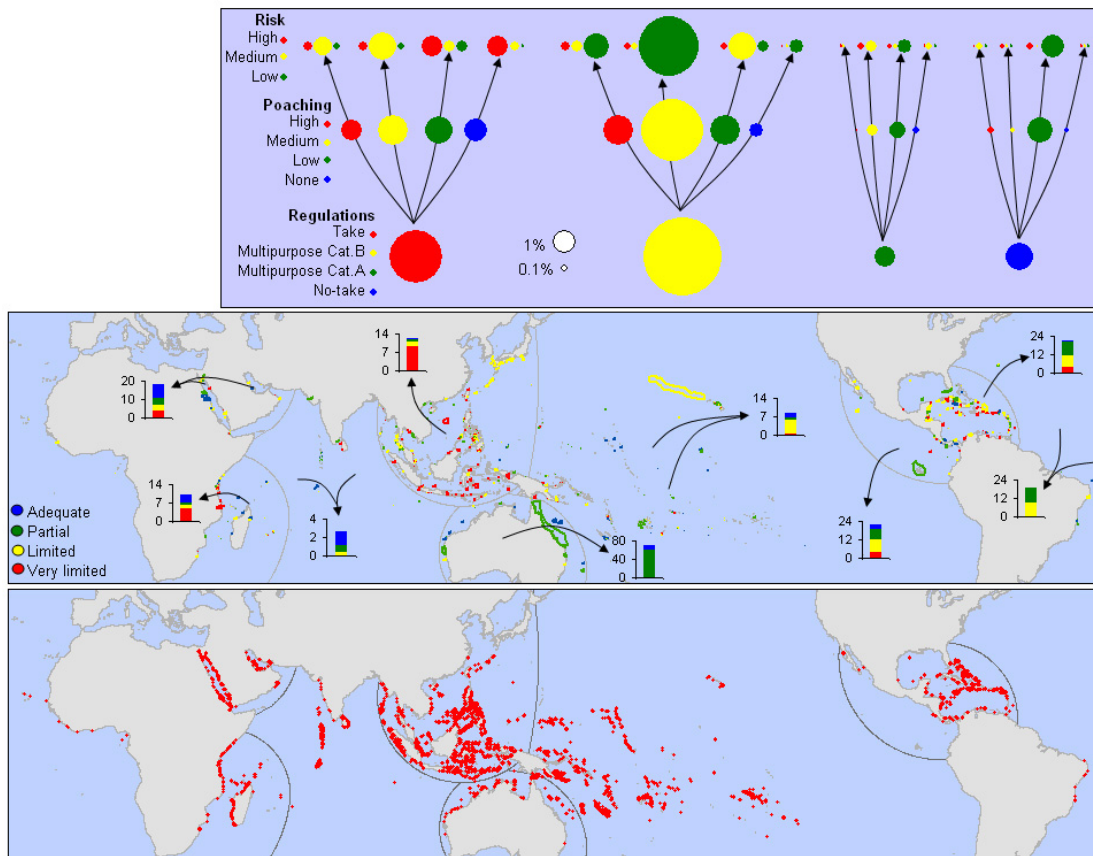 Risk
High
Medium
Low
Poaching
High
Medium
Low
None
Regulations
Take
Multipurpose Cat.B
Multipurpose Cat.A
No-take
1%
0.1%
14
7
0
20
10
0
14
7
0
24
12
0
14
7
0
24
12
0
24
12
0
4
2
0
80
40
0
Adequate
Partial
Limited
Very limited